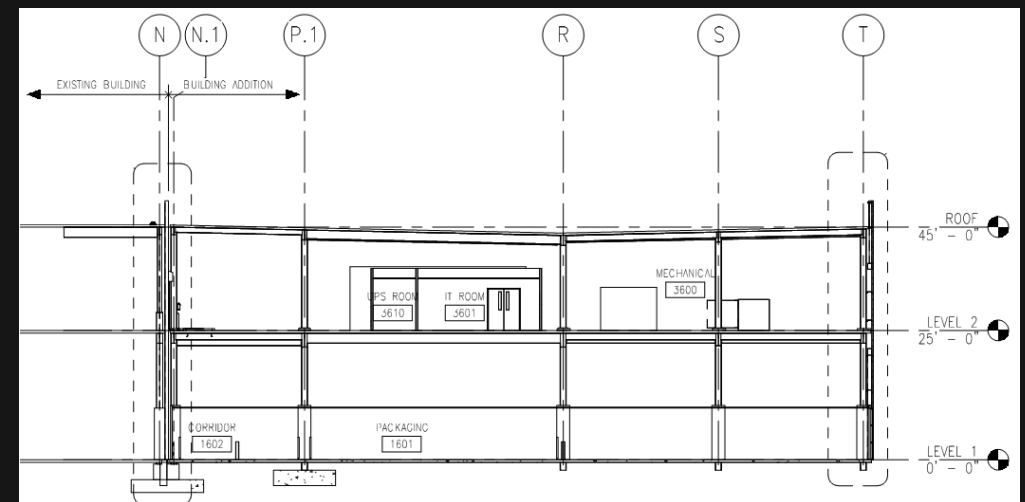 N N.1 P.1 R S T
EXISTING BUILDING BUILDING ADDITION
ROOF
45' - 0"
MECHANICAL
3600
UPS ROOM IT ROOM
3610 3601
LEVEL 2
25' - 0"
CORRIDOR PACKAGING
1602 1601
LEVEL 1
0' - 0"